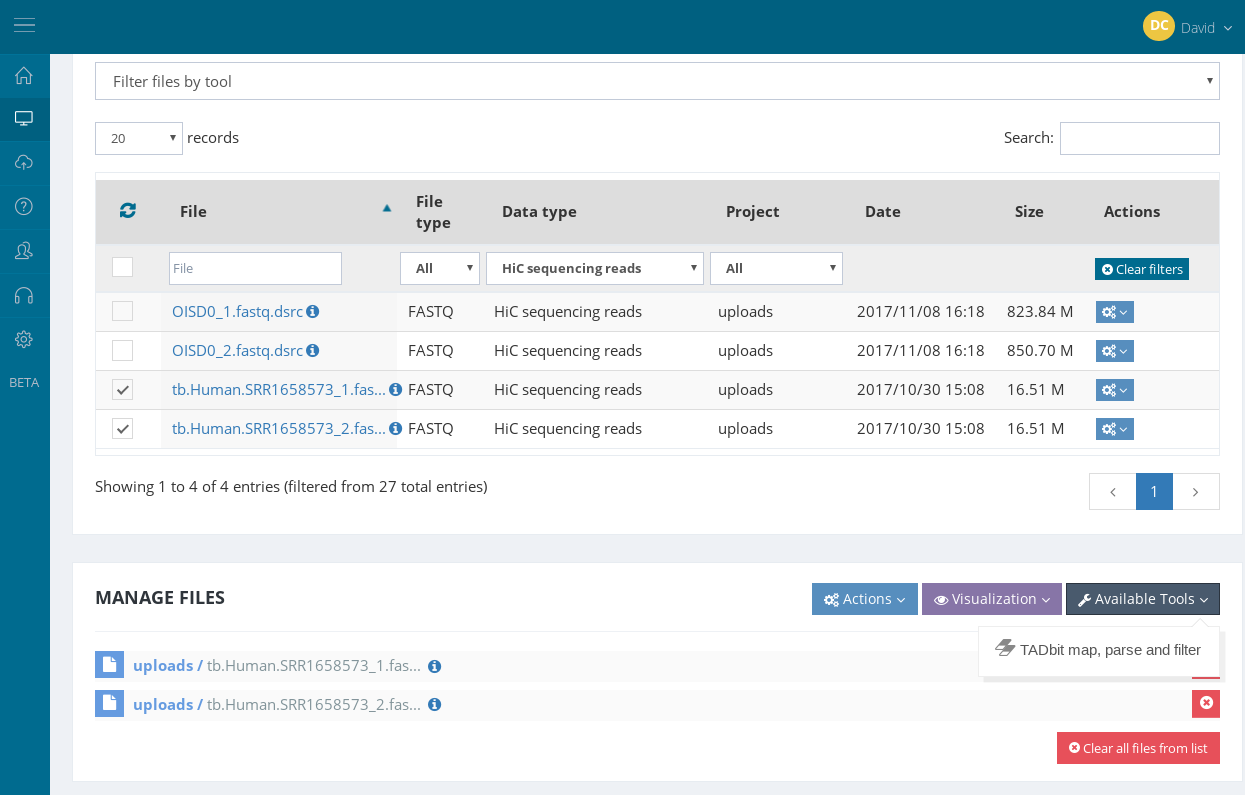 DC David
Filter files by tool
20 records Search:
File File type Data type Project Date Size Actions
File All HiC sequencing reads All Clear filters
OISD0_1.fastq.dsrc FASTQ HiC sequencing reads uploads 2017/11/08 16:18 823.84 M
OISD0_2.fastq.dsrc FASTQ HiC sequencing reads uploads 2017/11/08 16:18 850.70 M
tb.Human.SRR1658573_1.fas... FASTQ HiC sequencing reads uploads 2017/10/30 15:08 16.51 M
BETA
tb.Human.SRR1658573_2.fas... FASTQ HiC sequencing reads uploads 2017/10/30 15:08 16.51 M
Showing 1 to 4 of 4 entries (filtered from 27 total entries) 1
MANAGE FILES Actions Visualization Available Tools
TADbit map, parse and filter
uploads / tb.Human.SRR1658573_1.fas...
uploads / tb.Human.SRR1658573_2.fas...
Clear all files from list